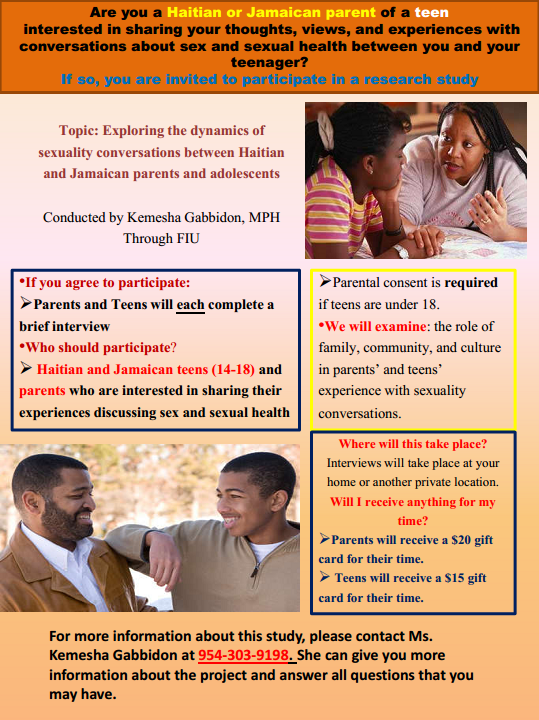 Are you a Haitian or Jamaican parent of a teen
interested in sharing your thoughts, views, and experiences with
conversations about sex and sexual health between you and your
teenager?
If so, you are invited to participate in a research study
Topic: Exploring the dynamics of
sexuality conversations between Haitian
and Jamaican parents and adolescents
Conducted by Kemesha Gabbidon, MPH
Through FIU
•If you agree to participate:
➢Parents and Teens will each complete a
brief interview
•Who should participate?
➢ Haitian and Jamaican teens (14-18) and
parents who are interested in sharing their
experiences discussing sex and sexual health
➢Parental consent is required
if teens are under 18.
•We will examine: the role of
family, community, and culture
in parents’ and teens’
experience with sexuality
conversations.
Where will this take place?
Interviews will take place at your
home or another private location.
Will I receive anything for my
time?
➢Parents will receive a $20 gift
card for their time.
➢ Teens will receive a $15 gift
card for their time.
For more information about this study, please contact Ms.
Kemesha Gabbidon at 954-303-9198. She can give you more
information about the project and answer all questions that you
may have.